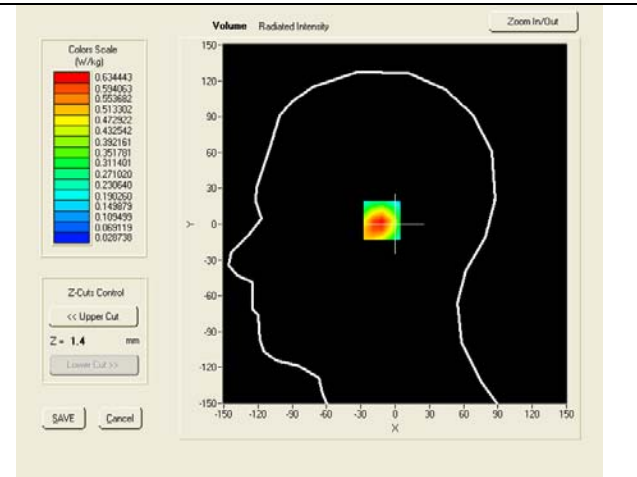 Volume Radiated Intensity
Zoom In/Out
Colors Scale
(W/kg)
0.634443
0.594063
0.553682
0.513302
0.472922
0.432542
0.392161
0.351781
0.311401
0.271020
0.230640
0.190260
0.149879
0.109499
0.069119
0.028738
Z-Cuts Control
<< Upper Cut
Z = 1.4 mm
Lower Cut >>
SAVE Cancel
150
120
90
60
30
0
-30
-60
-90
-120
-150
Y
-150 -120 -90 -60 -30 0 30 60 90 120 150
X